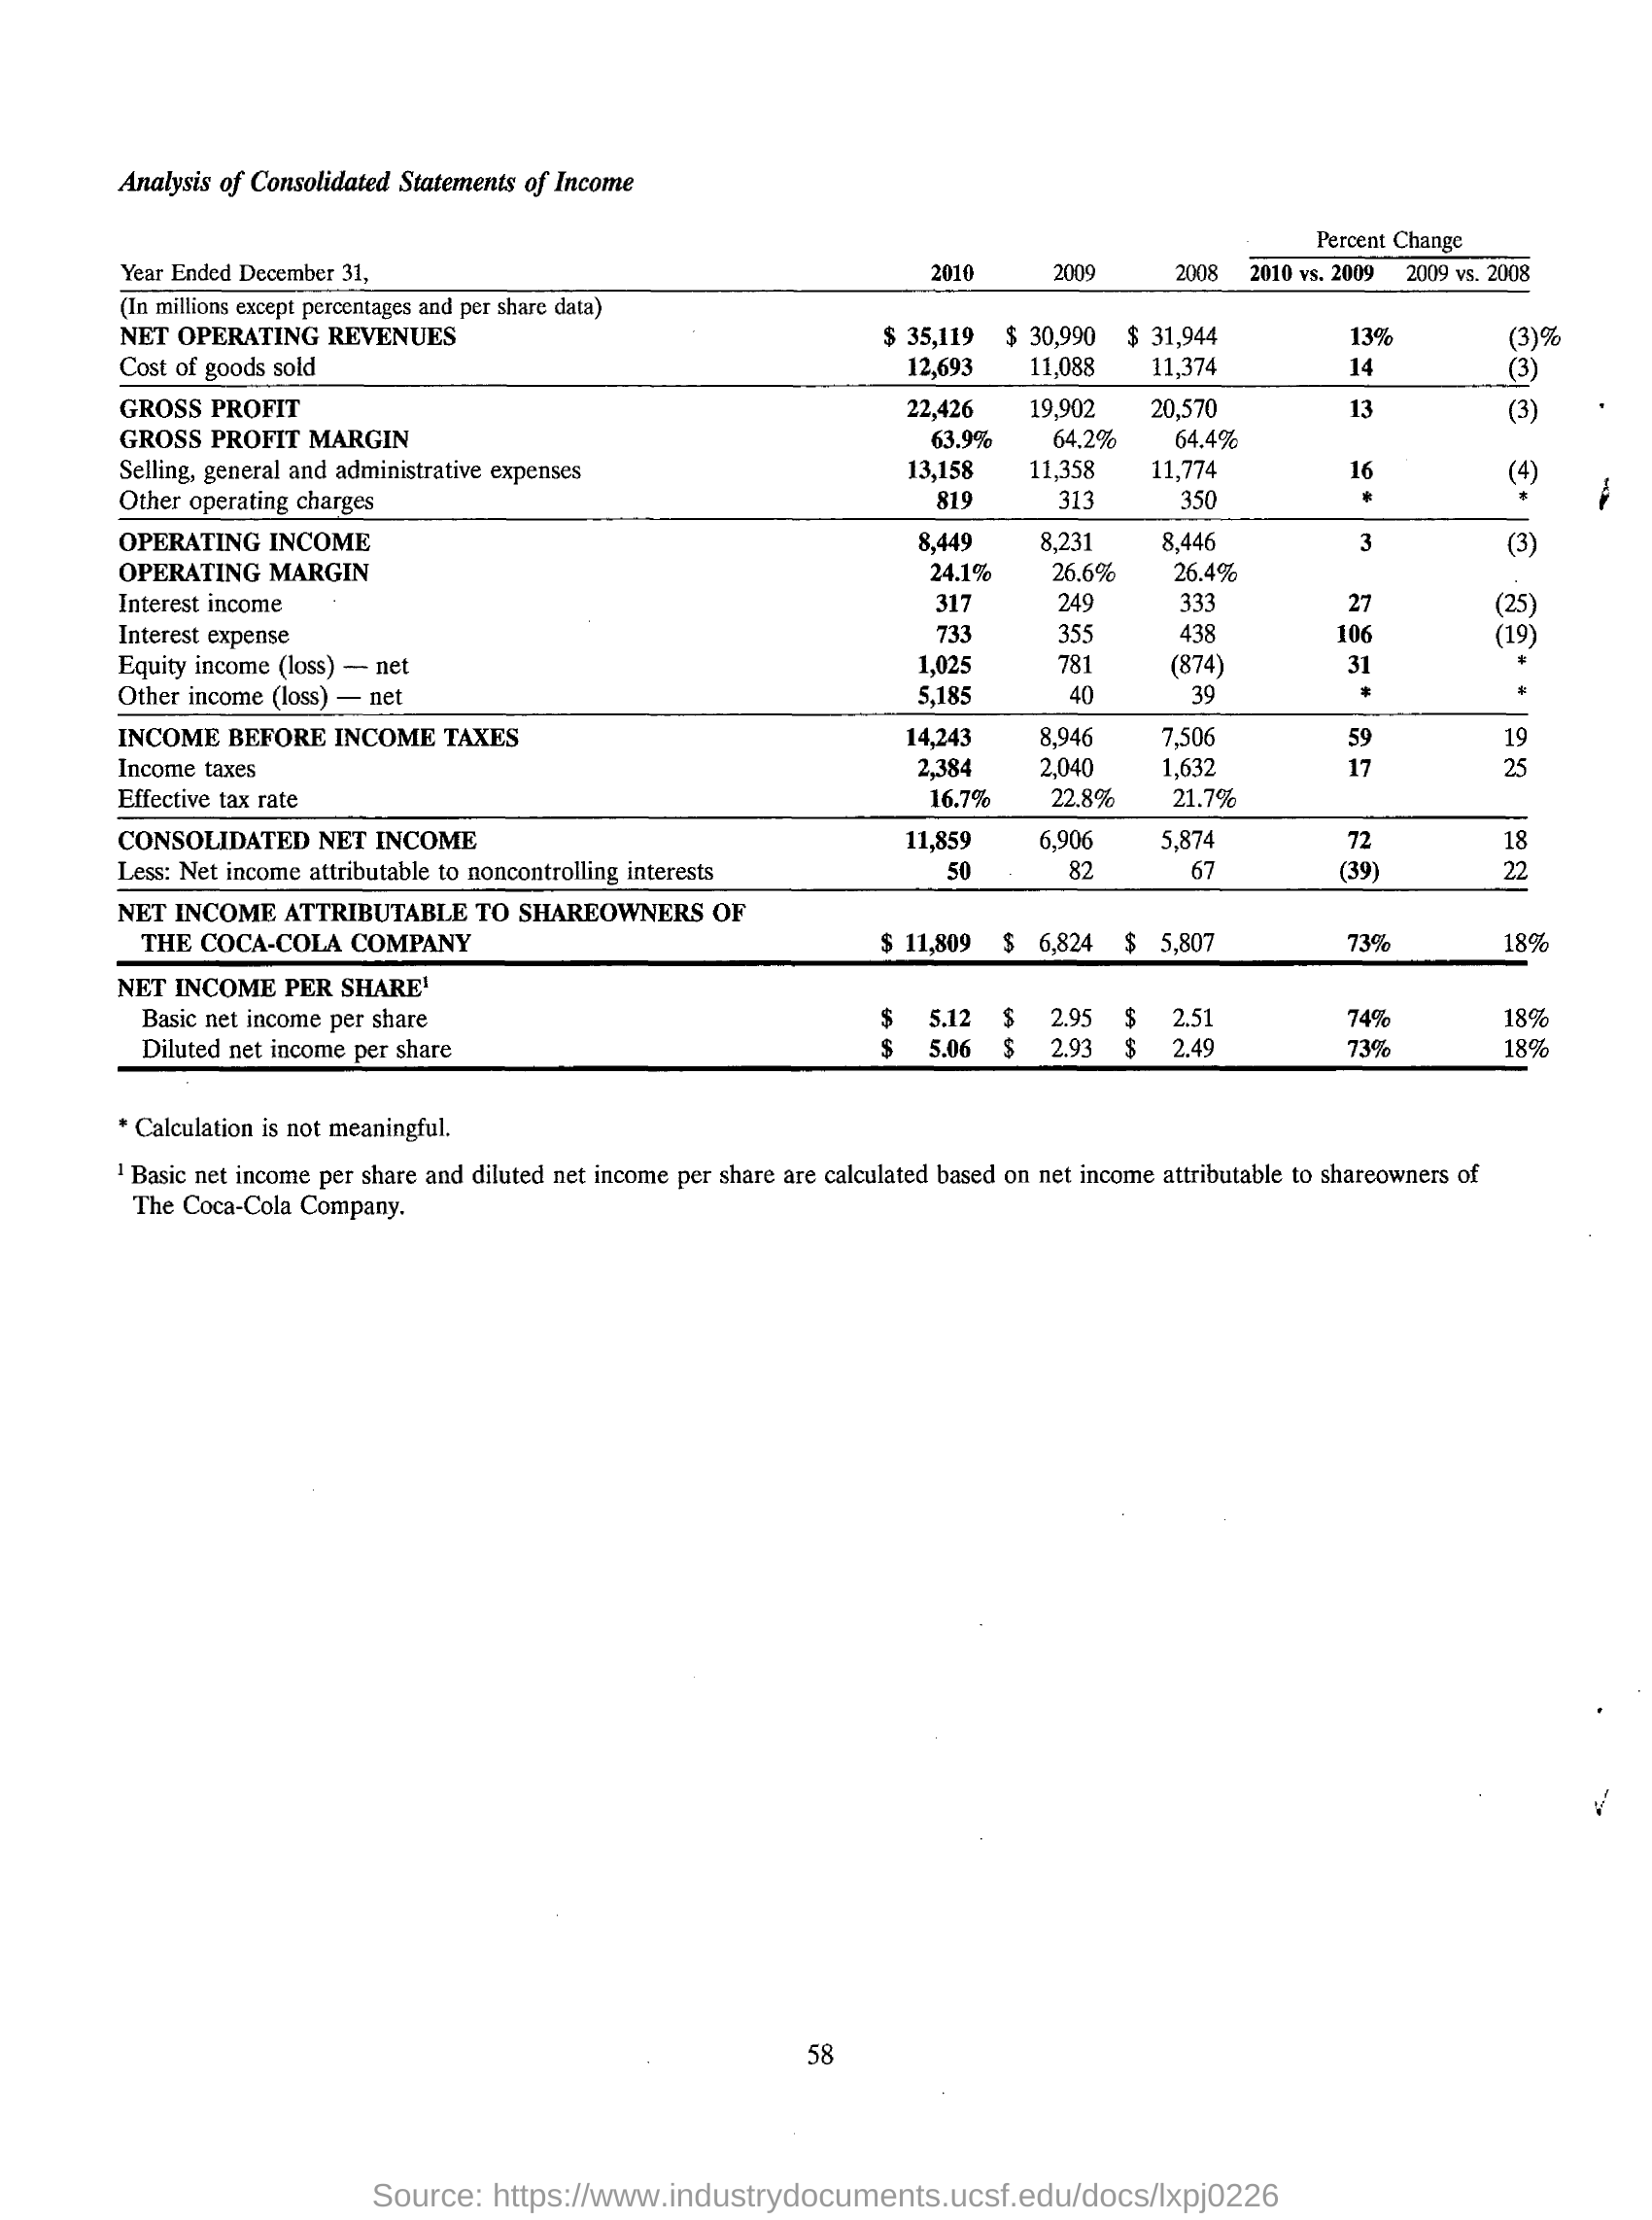 Analysis of Consolidated Statements of Income
Percent Change
Year Ended December 31, 2010 2009 2008 2010 vs. 2009 2009 vs. 2008
(In millions except percentages and per share data)
NET OPERATING REVENUES $ 35,119 $ 30,990 $ 31,944 13% (3)%
Cost of goods sold 12,693 11,088 11,374 14 (3)
GROSS PROFIT 22,426 19,902 20,570 13 (3)
GROSS PROFIT MARGIN 63.9% 64.2% 64.4%
Selling, general and administrative expenses 13,158 11,358 11,774 16 (4)
Other operating charges 819 313 350 * *
OPERATING INCOME 8,449 8,231 8,446 3 (3)
OPERATING MARGIN 24.1% 26.6% 26.4%
Interest income 317 249 333 27 (25)
Interest expense 733 355 438 106 (19)
Equity income (loss) — net 1,025 781 (874) 31 *
Other income (loss) — net 5,185 40 39 * *
INCOME BEFORE INCOME TAXES 14,243 8,946 7,506 59 19
Income taxes 2,384 2,040 1,632 17 25
Effective tax rate 16.7% 22.8% 21.7%
CONSOLIDATED NET INCOME 11,859 6,906 5,874 72 18
Less: Net income attributable to noncontrolling interests 50 82 67 (39) 22
NET INCOME ATTRIBUTABLE TO SHAREOWNERS OF
THE COCA-COLA COMPANY $ 11,809 $ 6,824 $ 5,807 73% 18%
NET INCOME PER SHARE¹
Basic net income per share $ 5.12 $ 2.95 $ 2.51 74% 18%
Diluted net income per share $ 5.06 $ 2.93 $ 2.49 73% 18%
* Calculation is not meaningful.
¹ Basic net income per share and diluted net income per share are calculated based on net income attributable to shareowners of
The Coca-Cola Company.
58
Source: https://www.industrydocuments.ucsf.edu/docs/lxpj0226